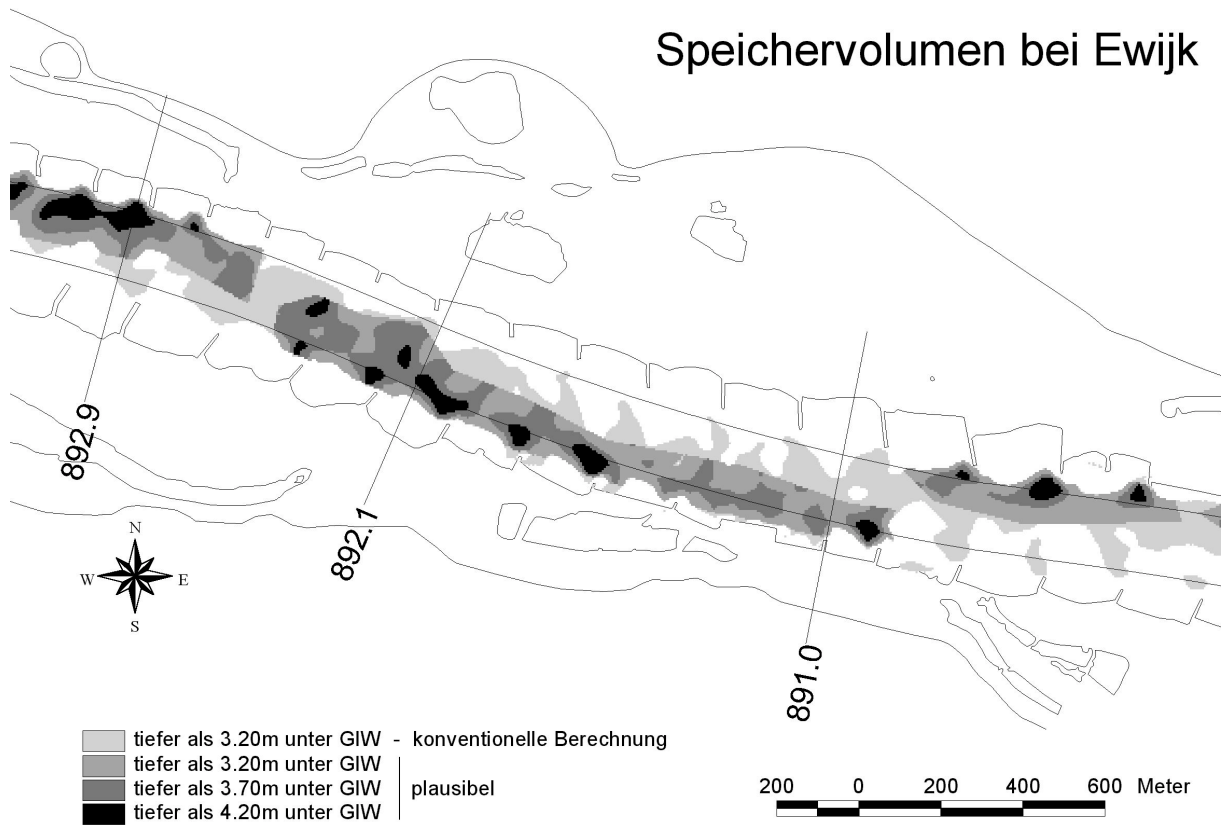 Speichervolumen bei Ewijk
892.9
892.1
891.0
N
W E
S
tiefer als 3.20m unter GlW - konventionelle Berechnung
tiefer als 3.20m unter GlW
tiefer als 3.70m unter GlW
plausibel
tiefer als 4.20m unter GlW
200 0 200 400 600 Meter